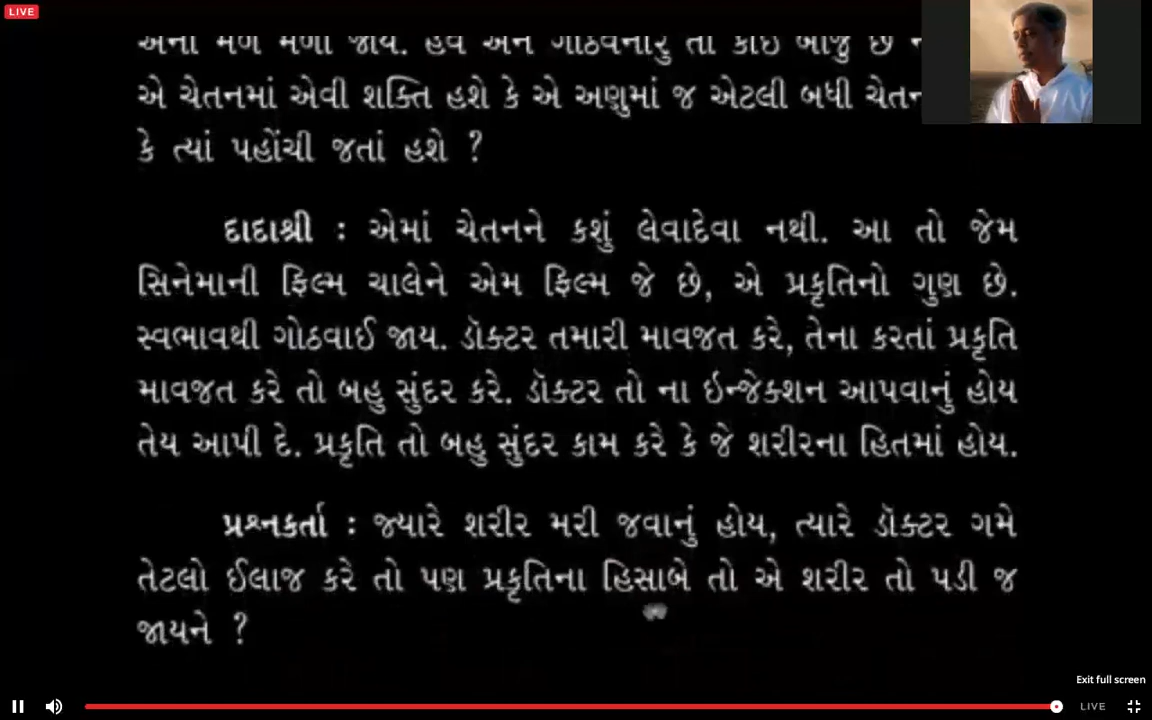 LIVE
એ ચેતનમાં એવી શક્તિ હશે કે એ અણુમાં જ એટલી બધી
કે ત્યાં પહોંચી જતાં હશે ?
દાદાશ્રી : એમાં ચેતનને કશું લેવાદેવા નથી. આ તો જેમ
સિનેમાની ફિલ્મ ચાલેને એમ ફિલ્મ જે છે, એ પ્રકૃતિનો ગુણ છે.
સ્વભાવથી ગોઠવાઈ જાય. ડૉક્ટર તમારી માવજત કરે, તેના કરતાં પ્રકૃતિ
માવજત કરે તો બહુ સુંદર કરે. ડૉક્ટર તો ના ઇન્જેક્શન આપવાનું હોય
તેય આપી દે. પ્રકૃતિ તો બહુ સુંદર કામ કરે કે જે શરીરના હિતમાં હોય.
પ્રશ્નકર્તા : જ્યારે શરીર મરી જવાનું હોય, ત્યારે ડૉક્ટર ગમે
તેટલો ઈલાજ કરે તો પણ પ્રકૃતિના હિસાબે તો એ શરીર તો પડી જ
જાયને ?
Exit full screen
LIVE